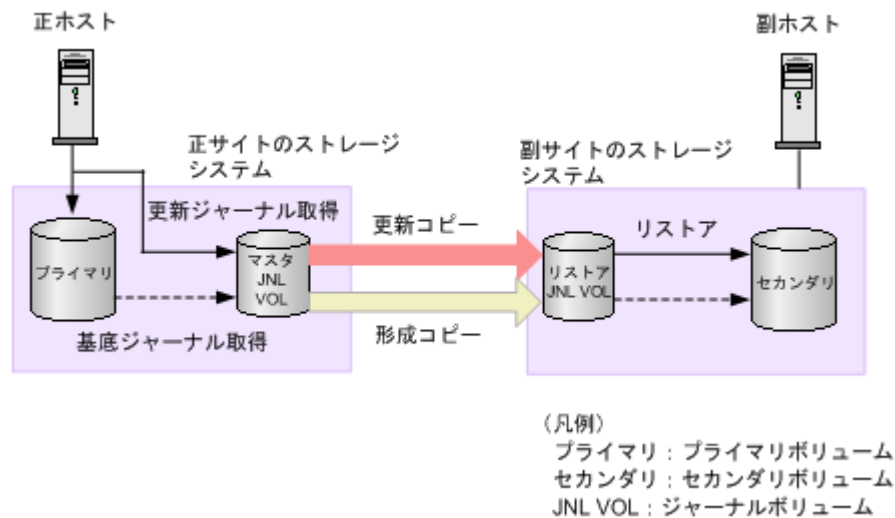 正ホスト
副ホスト
正サイトのストレージ
システム
副サイトのストレージ
システム
更新ジャーナル取得
更新コピー
リストア
プライマリ
マスタ
JNL
VOL
リストア
JNL VOL
セカンダリ
基底ジャーナル取得
形成コピー
（凡例）
プライマリ：プライマリボリューム
セカンダリ：セカンダリボリューム
JNL VOL：ジャーナルボリューム